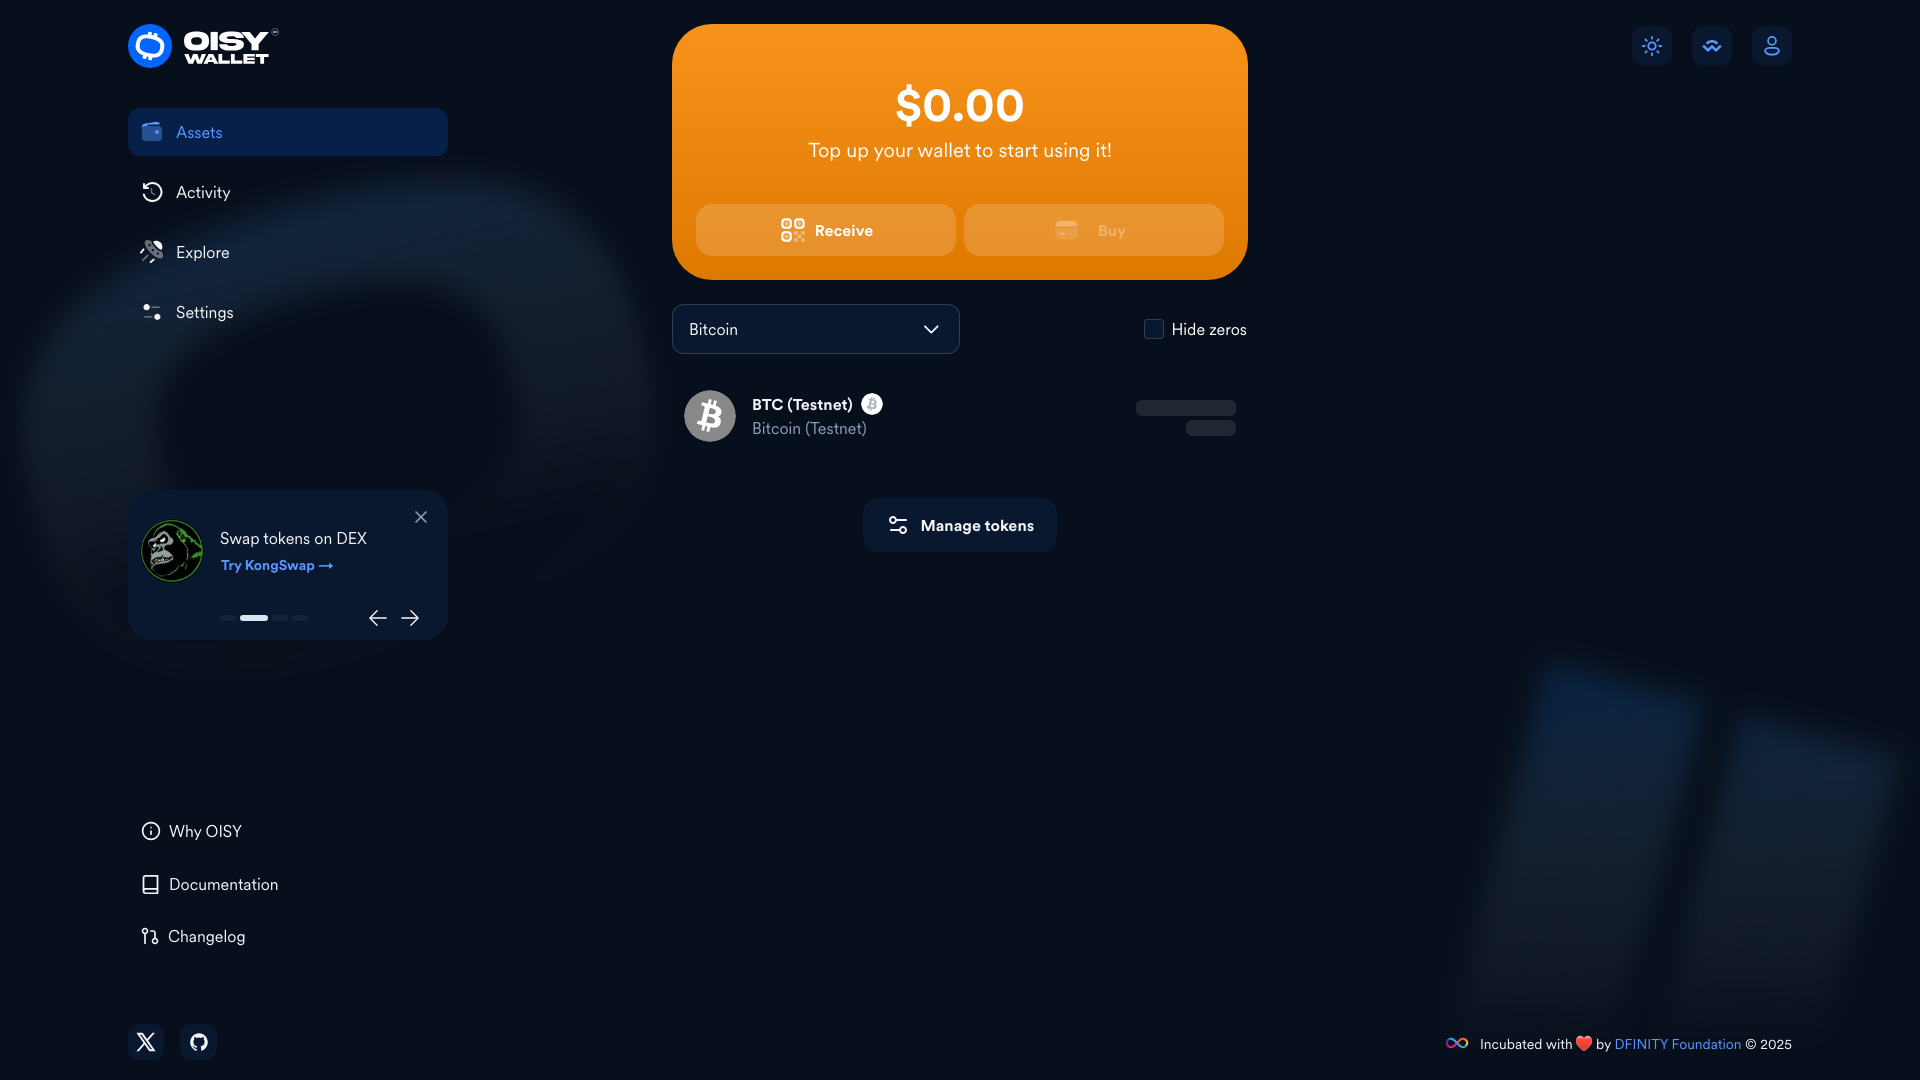 OISY
WALLET
Assets
Activity
Explore
Settings
Swap tokens on DEX
Try KongSwap →
Why OISY
Documentation
Changelog
$0.00
Top up your wallet to start using it!
Receive
Buy
Bitcoin
Hide zeros
BTC (Testnet)
Bitcoin (Testnet)
Manage tokens
Incubated with ❤️ by DFINITY Foundation © 2025